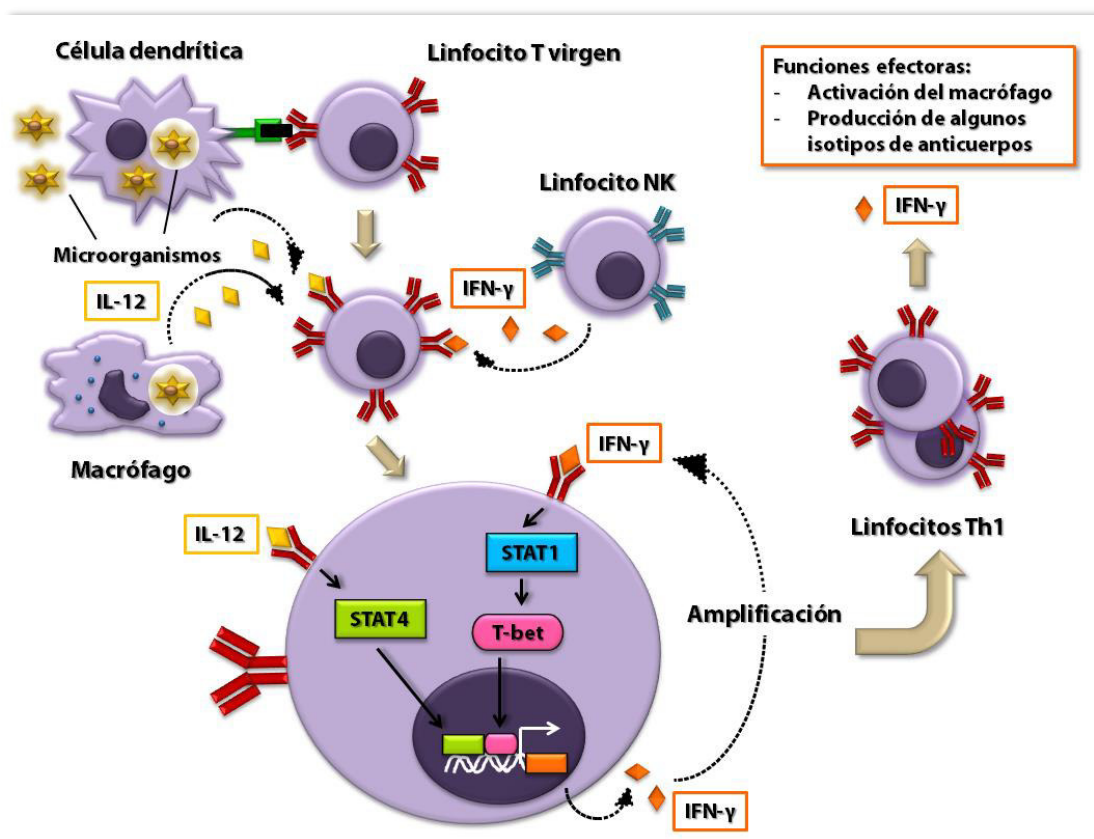 Célula dendrítica
Linfocito T virgen
Funciones efectoras:
- Activación del macrófago
- Producción de algunos
isotipos de anticuerpos
Linfocito NK
IFN-γ
Microorganismos
IL-12
IFN-γ
Macrófago
IFN-γ
IL-12
STAT1
Linfocitos Th1
STAT4
T-bet
Amplificación
IFN-γ